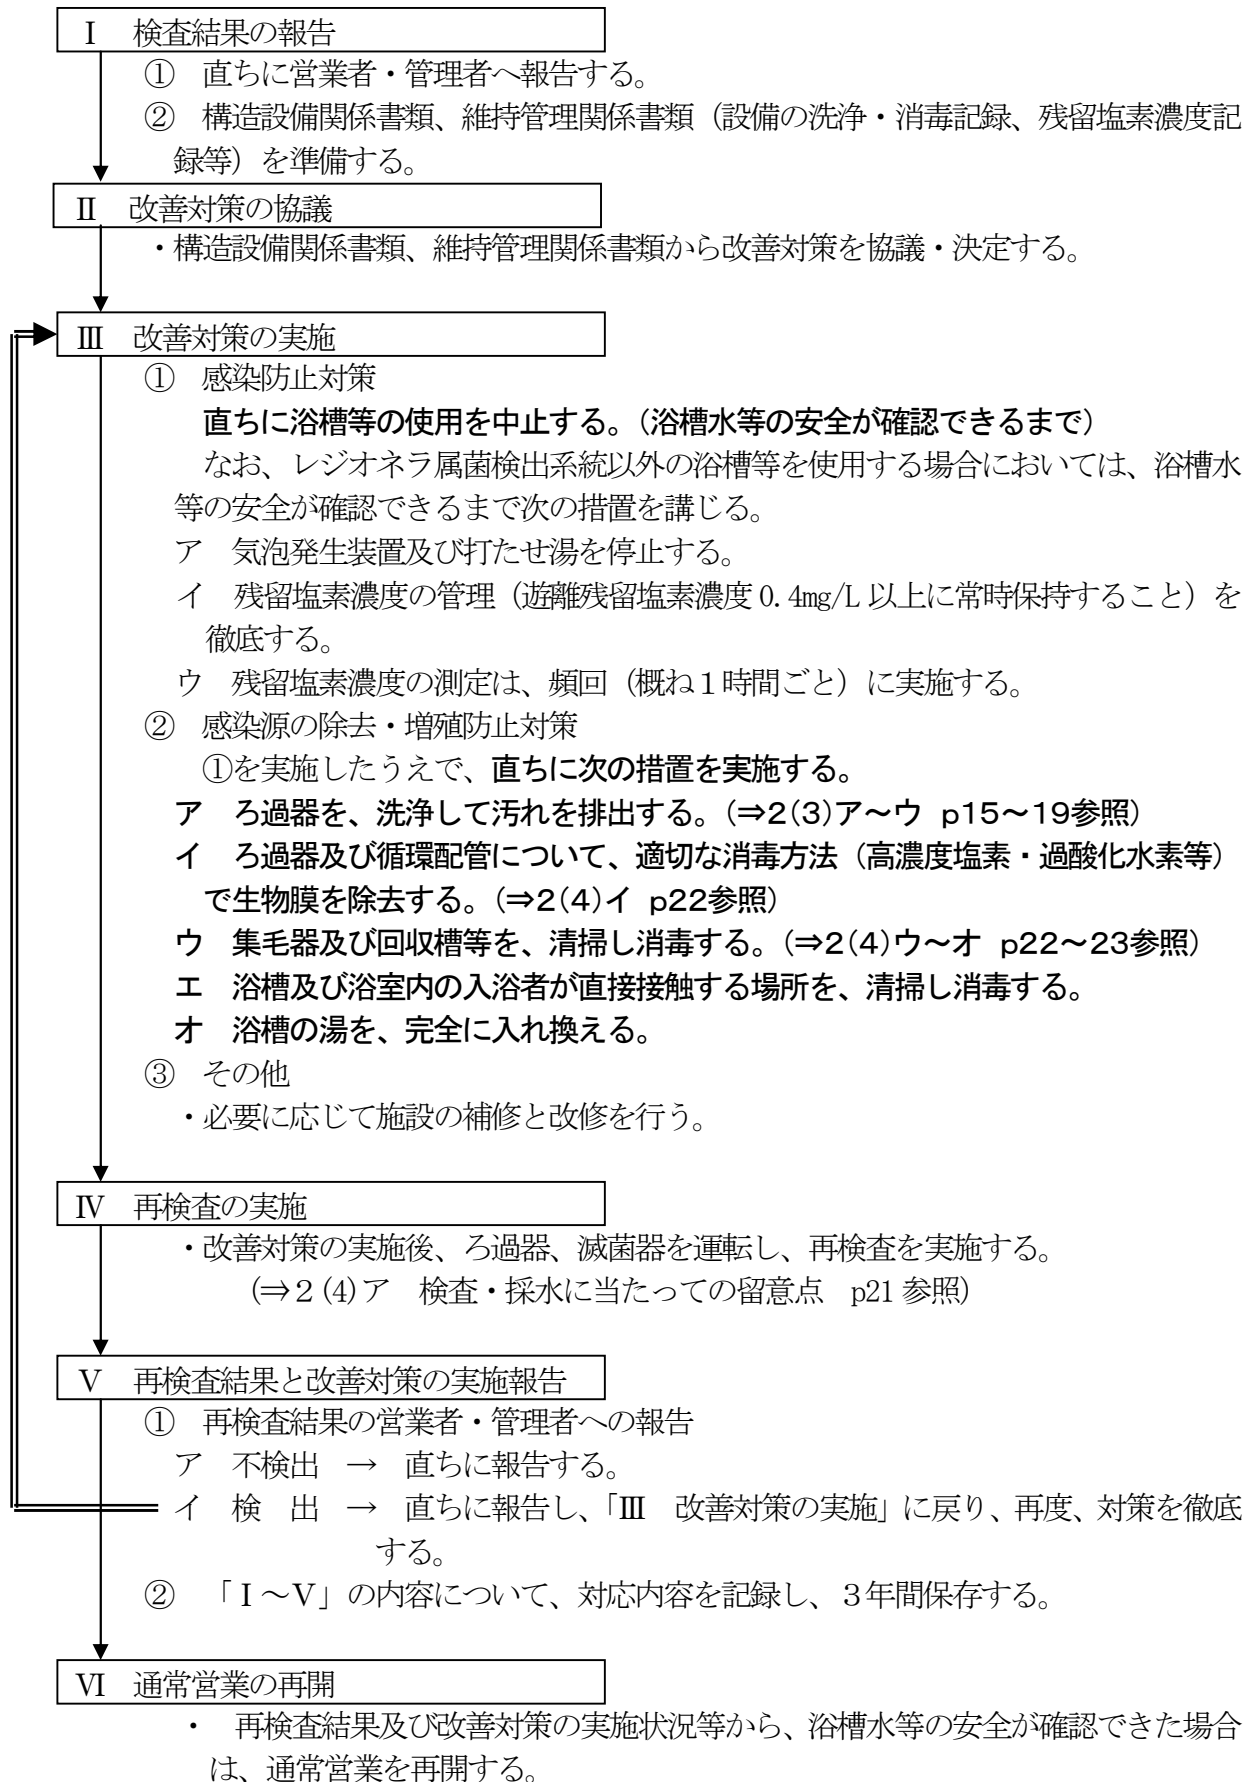 Ⅰ　検査結果の報告
①　直ちに営業者・管理者へ報告する。
②　構造設備関係書類、維持管理関係書類（設備の洗浄・消毒記録、残留塩素濃度記
録等）を準備する。
Ⅱ　改善対策の協議
・構造設備関係書類、維持管理関係書類から改善対策を協議・決定する。
Ⅲ　改善対策の実施
①　感染防止対策
直ちに浴槽等の使用を中止する。（浴槽水等の安全が確認できるまで）
なお、レジオネラ属菌検出系統以外の浴槽等を使用する場合においては、浴槽水
等の安全が確認できるまで次の措置を講じる。
ア　気泡発生装置及び打たせ湯を停止する。
イ　残留塩素濃度の管理（遊離残留塩素濃度 0.4mg/L 以上に常時保持すること）を
徹底する。
ウ　残留塩素濃度の測定は、頻回（概ね１時間ごと）に実施する。
②　感染源の除去・増殖防止対策
①を実施したうえで、直ちに次の措置を実施する。
ア　ろ過器を、洗浄して汚れを排出する。（⇒2(3)ア～ウ　p15～19参照）
イ　ろ過器及び循環配管について、適切な消毒方法（高濃度塩素・過酸化水素等）
で生物膜を除去する。（⇒2(4)イ　p22参照）
ウ　集毛器及び回収槽等を、清掃し消毒する。（⇒2(4)ウ～オ　p22～23参照）
エ　浴槽及び浴室内の入浴者が直接接触する場所を、清掃し消毒する。
オ　浴槽の湯を、完全に入れ換える。
③　その他
・必要に応じて施設の補修と改修を行う。
Ⅳ　再検査の実施
・改善対策の実施後、ろ過器、滅菌器を運転し、再検査を実施する。
（⇒２(4)ア　検査・採水に当たっての留意点　p21 参照）
Ⅴ　再検査結果と改善対策の実施報告
①　再検査結果の営業者・管理者への報告
ア　不検出　→　直ちに報告する。
イ　検　出　→　直ちに報告し、「Ⅲ　改善対策の実施」に戻り、再度、対策を徹底
する。
②　「Ⅰ～Ⅴ」の内容について、対応内容を記録し、３年間保存する。
Ⅵ　通常営業の再開
・　再検査結果及び改善対策の実施状況等から、浴槽水等の安全が確認できた場合
は、通常営業を再開する。